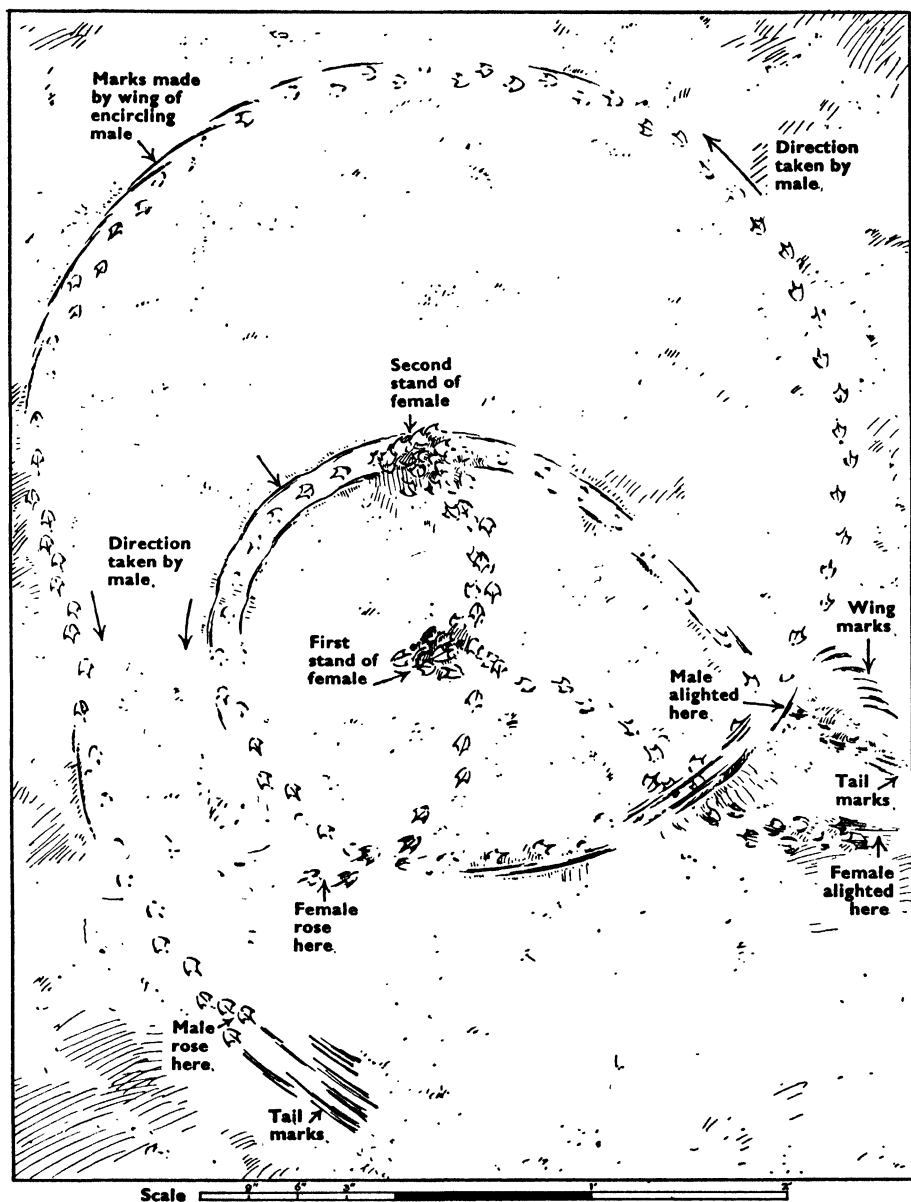 Marks made
by wing of
encircling
male
Direction
taken by
male.
Second
stand of
female
Direction
taken by
male.
Wing
marks
First
stand of
female
Male
alighted
here.
Tail
marks.
Female
alighted
here
Female
rose
here.
Male
rose
here.
Tail
marks.
Scale 9" 6" 3" 1' 2'